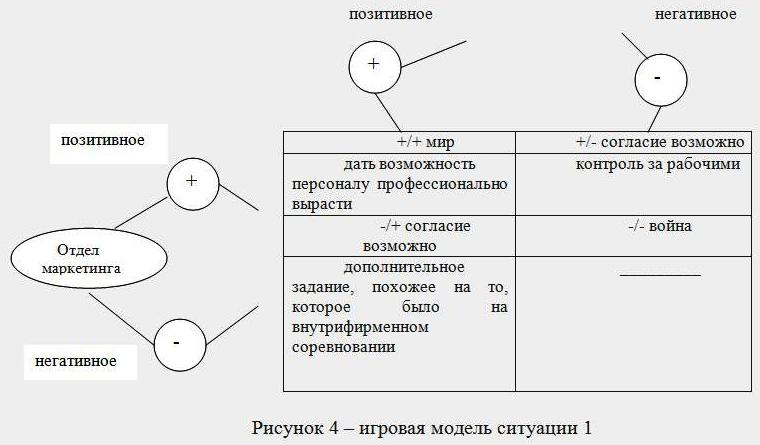 позитивное негативное
+
-
позитивное
+
Отдел
маркетинга
-
негативное
+/+ мир
+/- согласие возможно
дать возможность
персоналу профессионально
вырасти
контроль за рабочими
-/+ согласие
возможно
-/- война
дополнительное
задание, похожее на то,
которое было на
внутрифирменном
соревновании
__________
Рисунок 4 – игровая модель ситуации 1